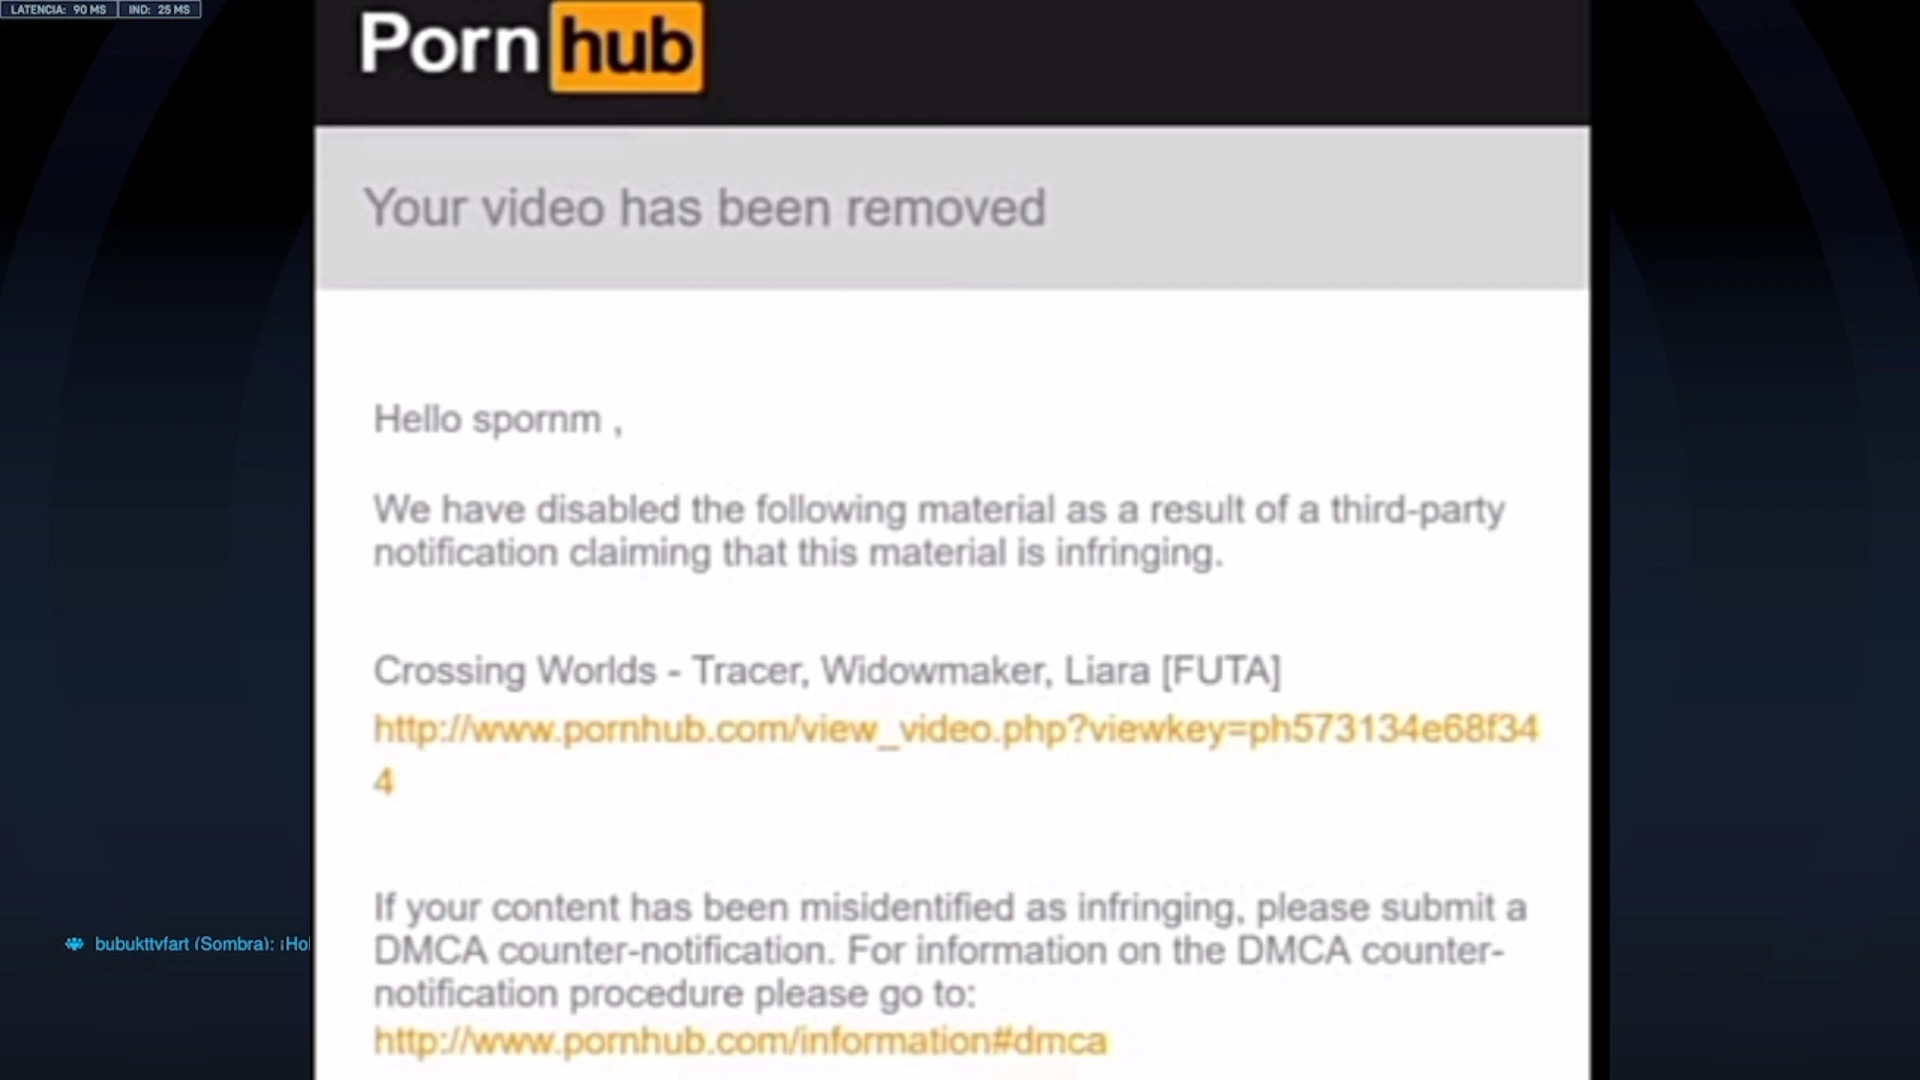 LATENCIA: 90 MS IND: 25 MS
Porn hub
Your video has been removed
Hello spornm ,
We have disabled the following material as a result of a third-party
notification claiming that this material is infringing.
Crossing Worlds - Tracer, Widowmaker, Liara [FUTA]
http://www.pornhub.com/view_video.php?viewkey=ph573134e68f34
4
If your content has been misidentified as infringing, please submit a
DMCA counter-notification. For information on the DMCA counter-
notification procedure please go to:
http://www.pornhub.com/information#dmca
bubukttvfart (Sombra): ¡Hol